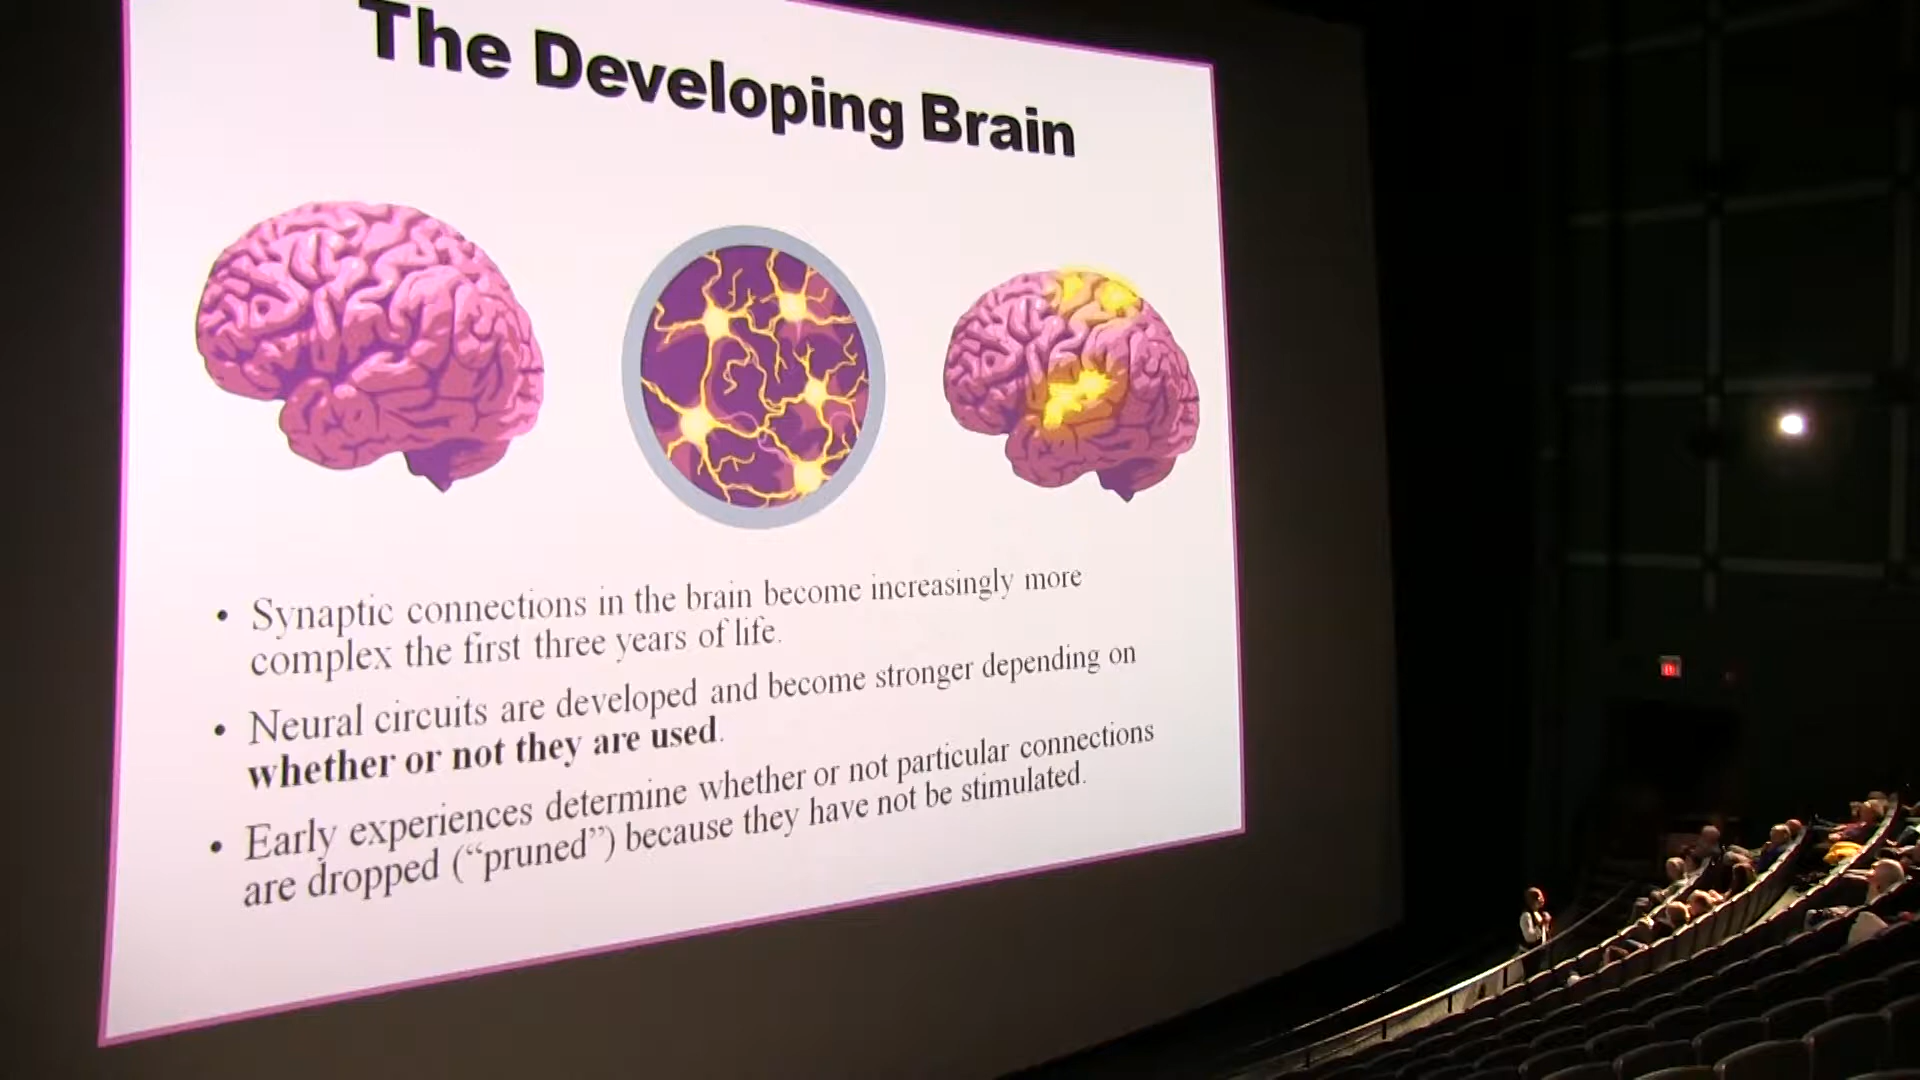 The Developing Brain
• Synaptic connections in the brain become increasingly more
complex the first three years of life.
• Neural circuits are developed and become stronger depending on
whether or not they are used.
• Early experiences determine whether or not particular connections
are dropped (“pruned”) because they have not be stimulated.